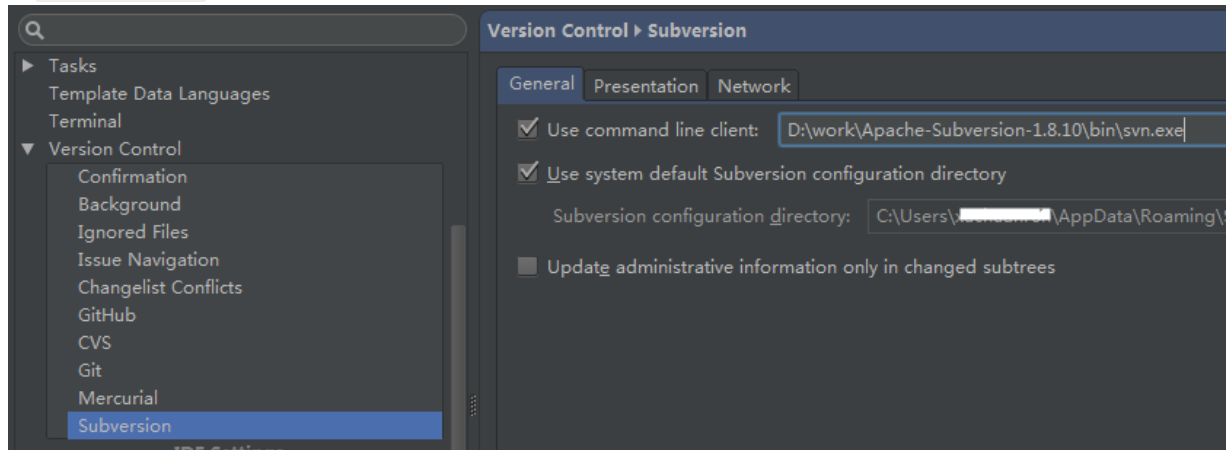 Version Control ▸ Subversion
Tasks
Template Data Languages
Terminal
Version Control
Confirmation
Background
Ignored Files
Issue Navigation
Changelist Conflicts
GitHub
CVS
Git
Mercurial
Subversion
General Presentation Network
Use command line client: D:\work\Apache-Subversion-1.8.10\bin\svn.exe
Use system default Subversion configuration directory
Subversion configuration directory: C:\Users\ \AppData\Roaming\
Update administrative information only in changed subtrees